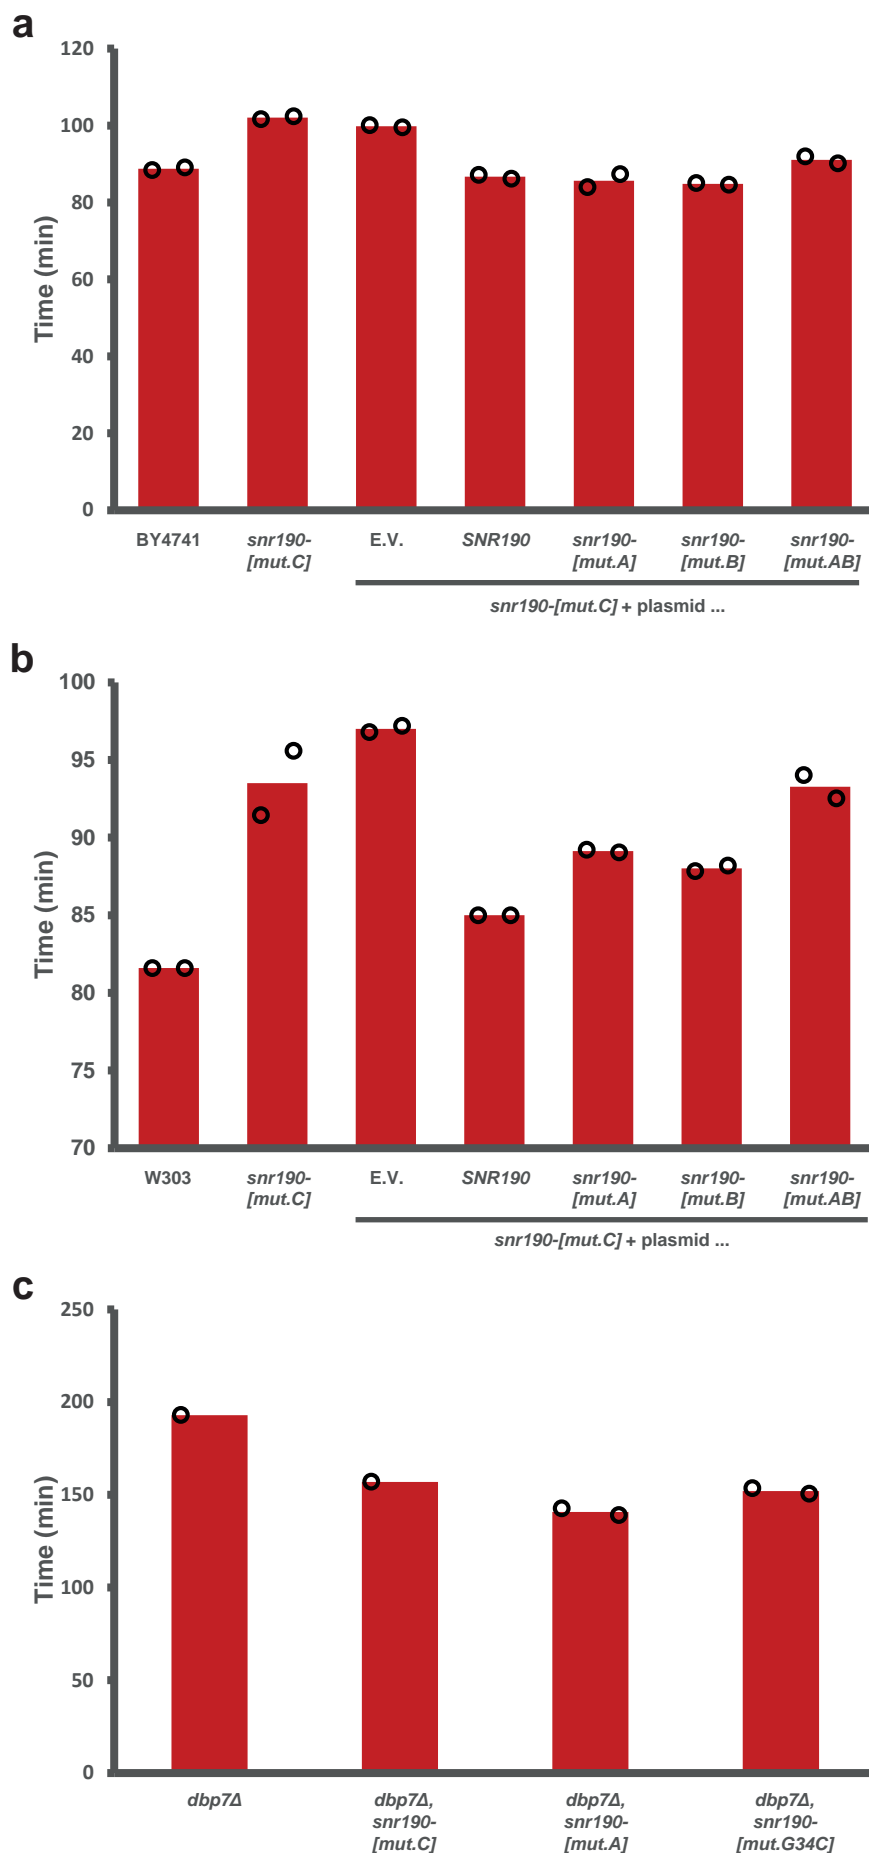 a
120
100
80
60
40
20
0
Time (min)
BY4741
snr190-
[mut.C]
E.V.
SNR190
snr190-
[mut.A]
snr190-
[mut.B]
snr190-
[mut.AB]
snr190-[mut.C] + plasmid ...
b
100
95
90
85
80
75
70
Time (min)
W303
snr190-
[mut.C]
E.V.
SNR190
snr190-
[mut.A]
snr190-
[mut.B]
snr190-
[mut.AB]
snr190-[mut.C] + plasmid ...
c
250
200
150
100
50
0
Time (min)
dbp7Δ
dbp7Δ,
snr190-
[mut.C]
dbp7Δ,
snr190-
[mut.A]
dbp7Δ,
snr190-
[mut.G34C]